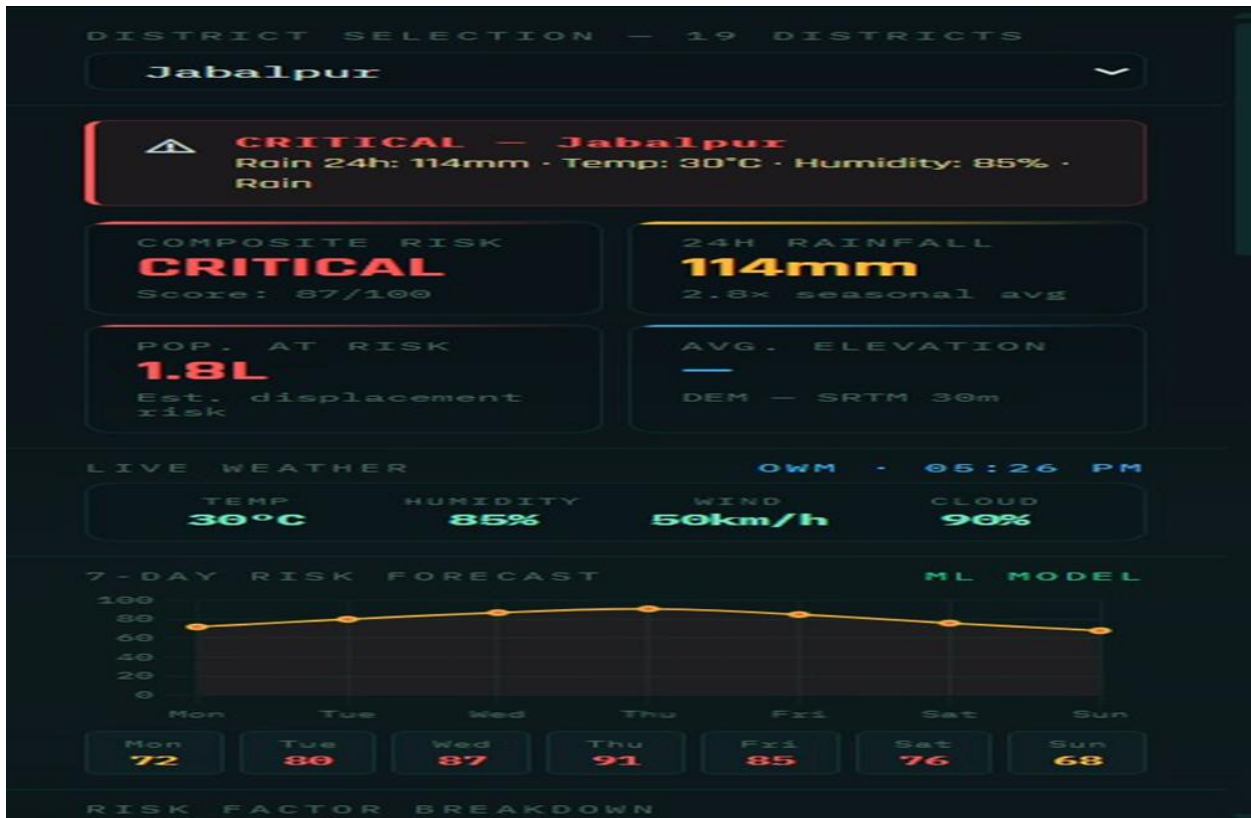 DISTRICT SELECTION — 19 DISTRICTS
Jabalpur
CRITICAL — Jabalpur
Rain 24h: 114mm · Temp: 30°C · Humidity: 85% ·
Rain
COMPOSITE RISK
CRITICAL
Score: 87/100
24H RAINFALL
114mm
2.8× seasonal avg
POP. AT RISK
1.8L
Est. displacement
risk
AVG. ELEVATION
—
DEM — SRTM 30m
LIVE WEATHER
OWM · 05:26 PM
TEMP
30°C
HUMIDITY
85%
WIND
50km/h
CLOUD
90%
7-DAY RISK FORECAST
ML MODEL
100
80
60
40
20
0
Mon Tue Wed Thu Fri Sat Sun
Mon
72
Tue
80
Wed
87
Thu
91
Fri
85
Sat
76
Sun
68
RISK FACTOR BREAKDOWN